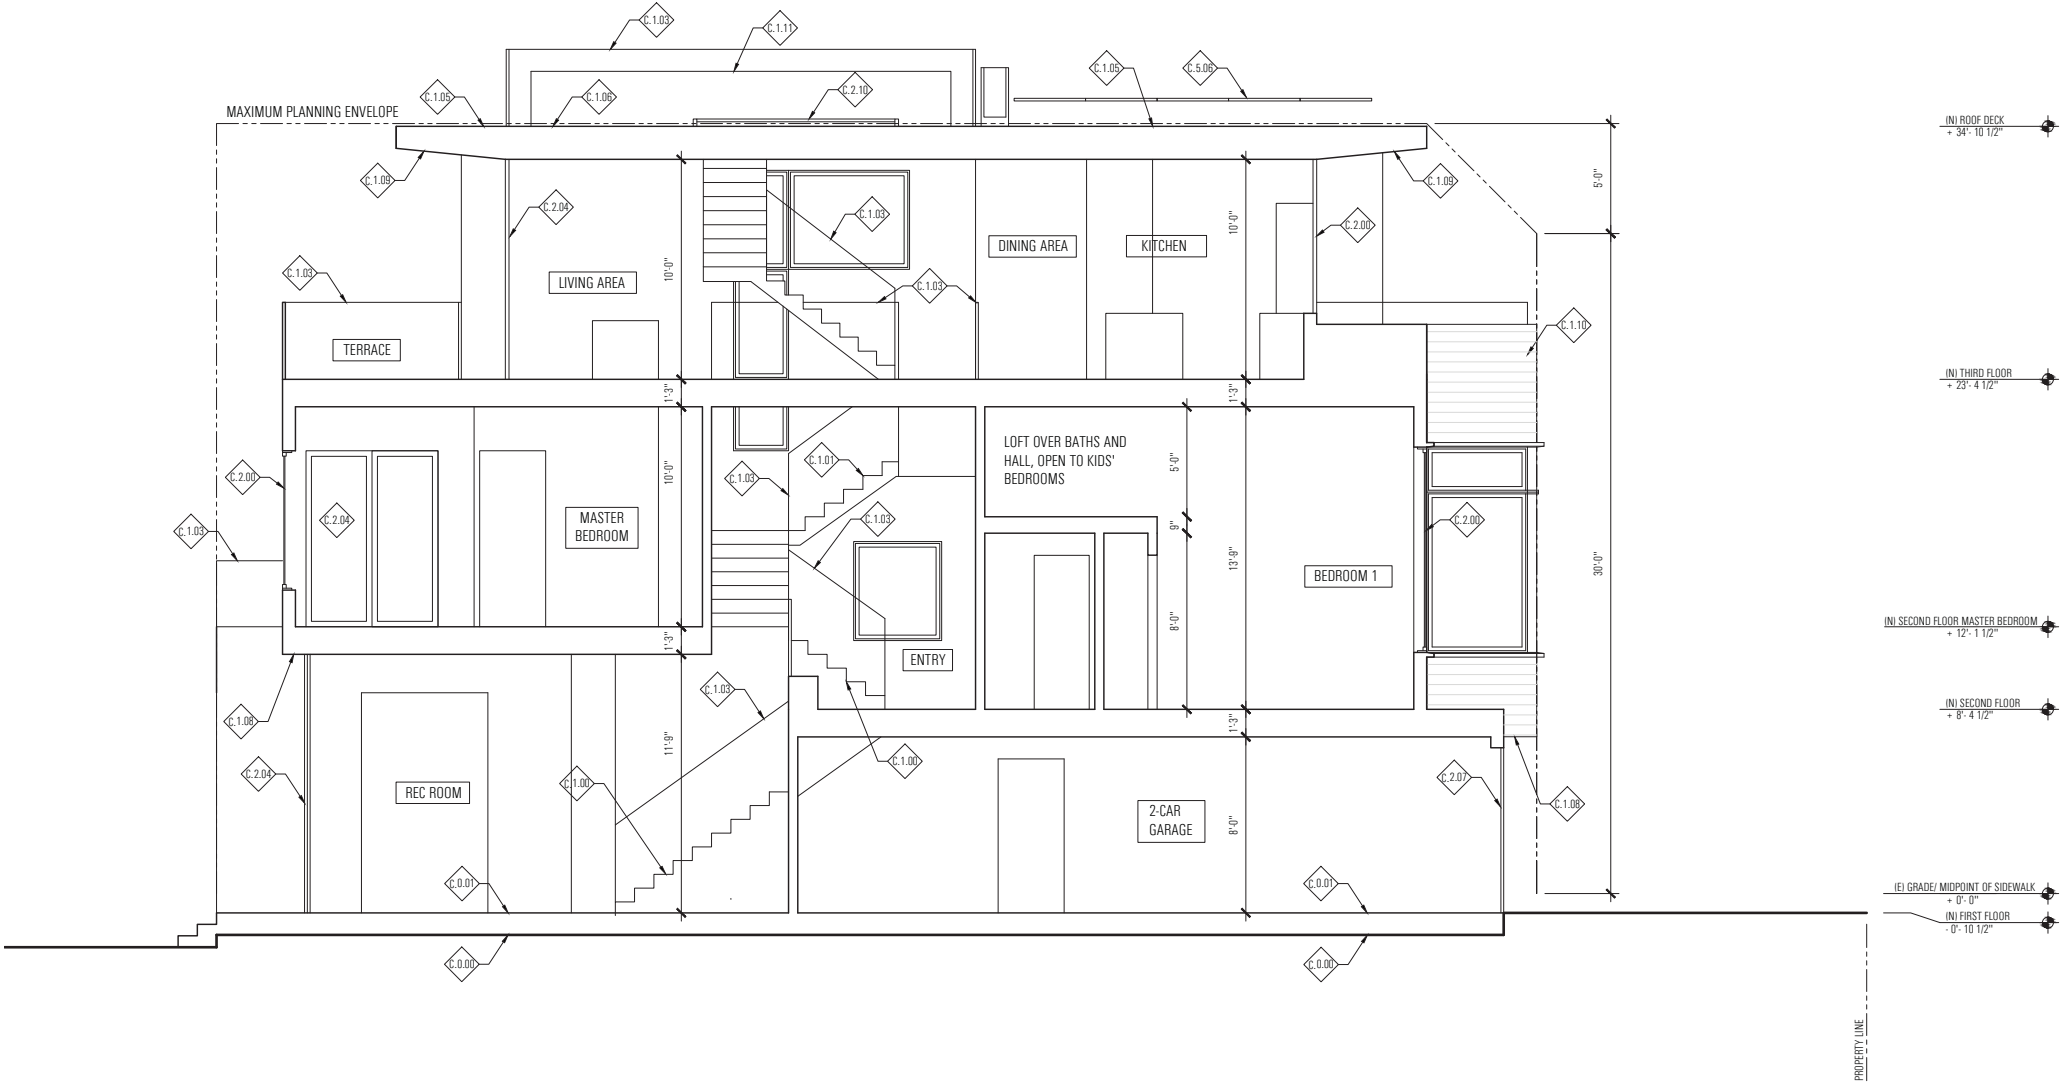 C.1.03
C.1.11
C.1.05
C.1.06
C.2.10
C.1.05
C.5.06
MAXIMUM PLANNING ENVELOPE
(N) ROOF DECK
+ 34'- 10 1/2"
C.1.09
C.2.04
C.1.03
C.1.09
5'-0"
C.2.00
10'-0"
DINING AREA
KITCHEN
10'-0"
C.1.03
LIVING AREA
C.1.03
C.1.10
TERRACE
1'-3"
1'-3"
(N) THIRD FLOOR
+ 23'- 4 1/2"
LOFT OVER BATHS AND
HALL, OPEN TO KIDS'
BEDROOMS
5'-0"
C.1.01
C.1.03
C.2.00
10'-0"
C.2.04
MASTER
BEDROOM
C.1.03
C.1.03
9"
C.2.00
13'-9"
30'-0"
BEDROOM 1
8'-0"
(N) SECOND FLOOR MASTER BEDROOM
+ 12'- 1 1/2"
1'-3"
ENTRY
C.1.03
C.1.08
1'-3"
(N) SECOND FLOOR
+ 8'- 4 1/2"
11'-9"
C.1.00
C.2.04
C.1.00
C.2.07
REC ROOM
2-CAR
GARAGE
8'-0"
C.1.08
C.0.01
C.0.01
(E) GRADE/ MIDPOINT OF SIDEWALK
+ 0'- 0"
(N) FIRST FLOOR
- 0'- 10 1/2"
C.0.00
C.0.00
PROPERTY LINE